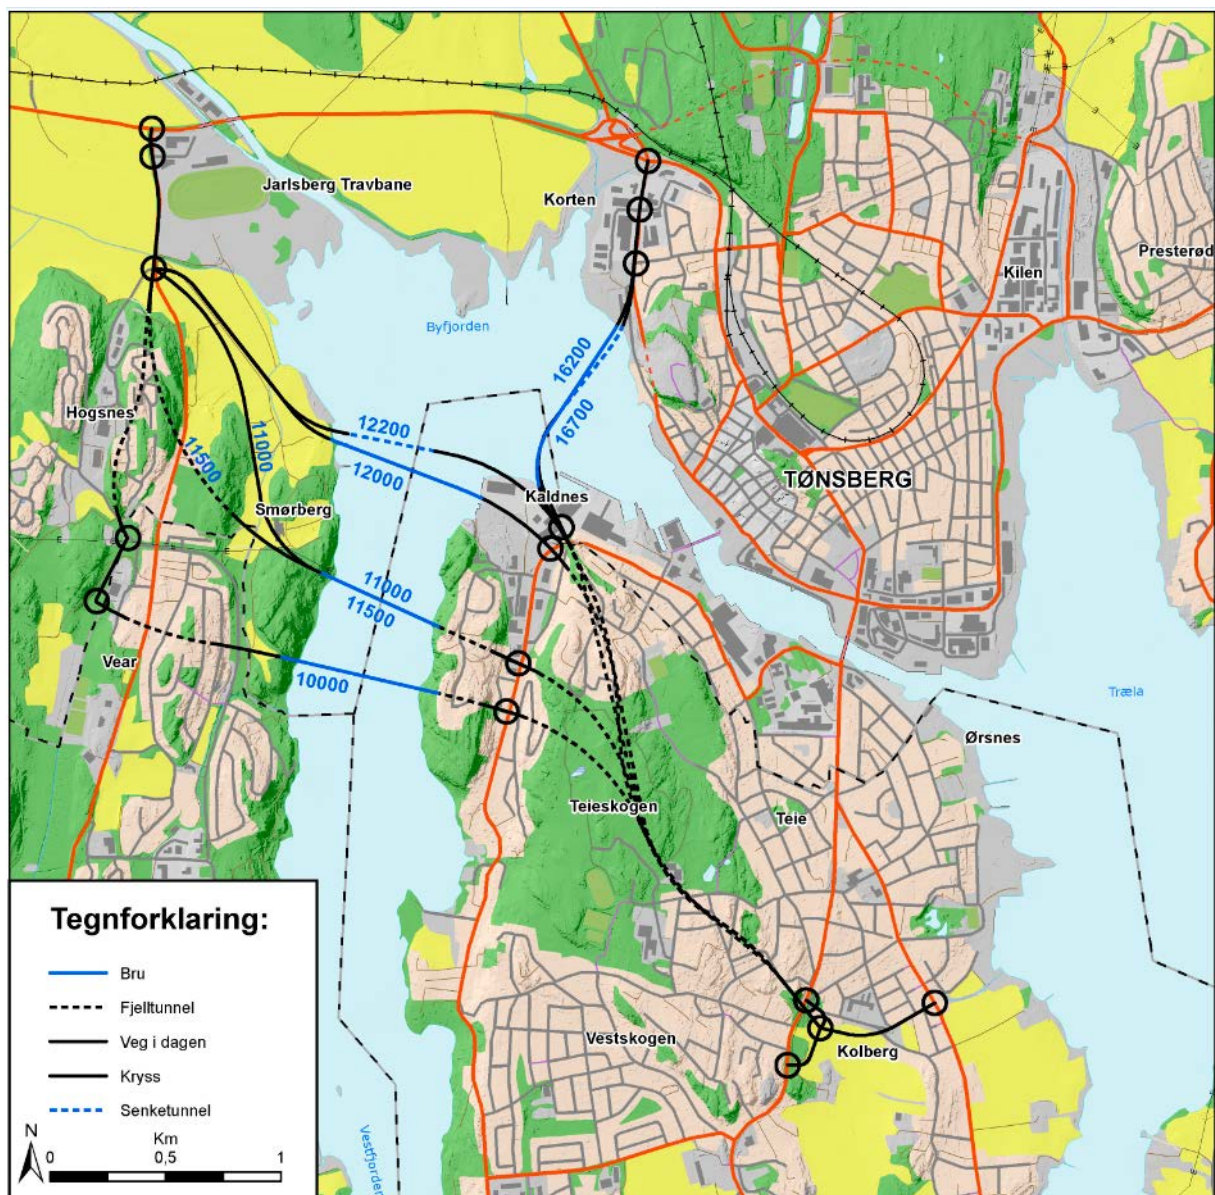 Jarlsberg Travbane
Korten
Presterød
Kilen
Byfjorden
16200
16700
Hogsnes
11500
11000
12200
12000
Kaldnes
TØNSBERG
Smørberg
11000
11500
Vear
10000
Træla
Ørsnes
Teieskogen
Teie
Vestskogen
Kolberg
Vestfjorden
Tegnforklaring:
Bru
Fjelltunnel
Veg i dagen
Kryss
Senketunnel
N
Km
0 0,5 1